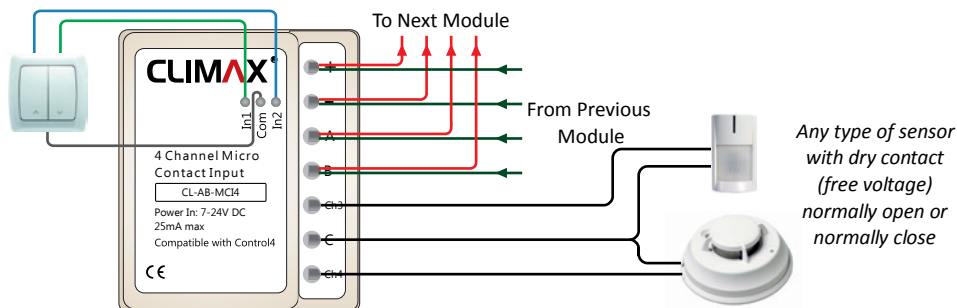 To Next Module
CLIMAX®
In1
Com
In2
4 Channel Micro
Contact Input
CL-AB-MCI4
Power In: 7-24V DC
25mA max
Compatible with Control4
CE
+
-
A
B
Ch3
C
Ch4
From Previous
Module
Any type of sensor
with dry contact
(free voltage)
normally open or
normally close